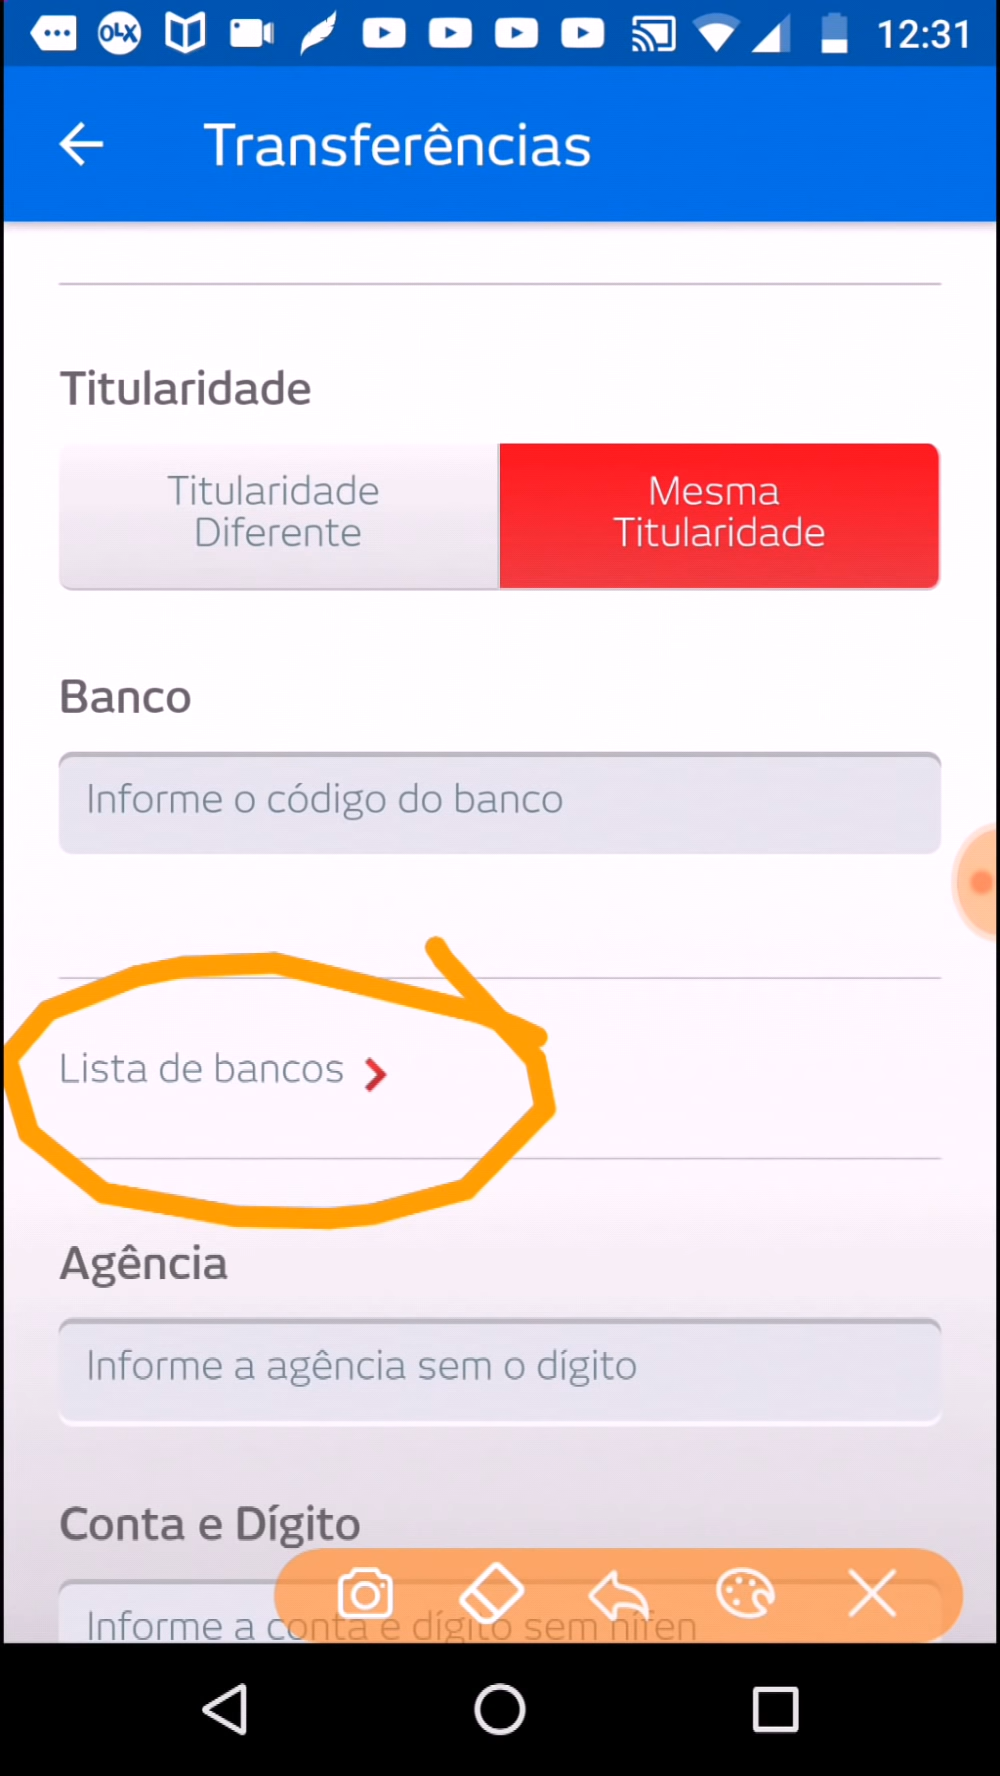 OLX
12:31
Transferências
Titularidade
Titularidade
Diferente
Mesma
Titularidade
Banco
Informe o código do banco
Lista de bancos
Agência
Informe a agência sem o dígito
Conta e Dígito
Informe a conta e dígito sem hífen